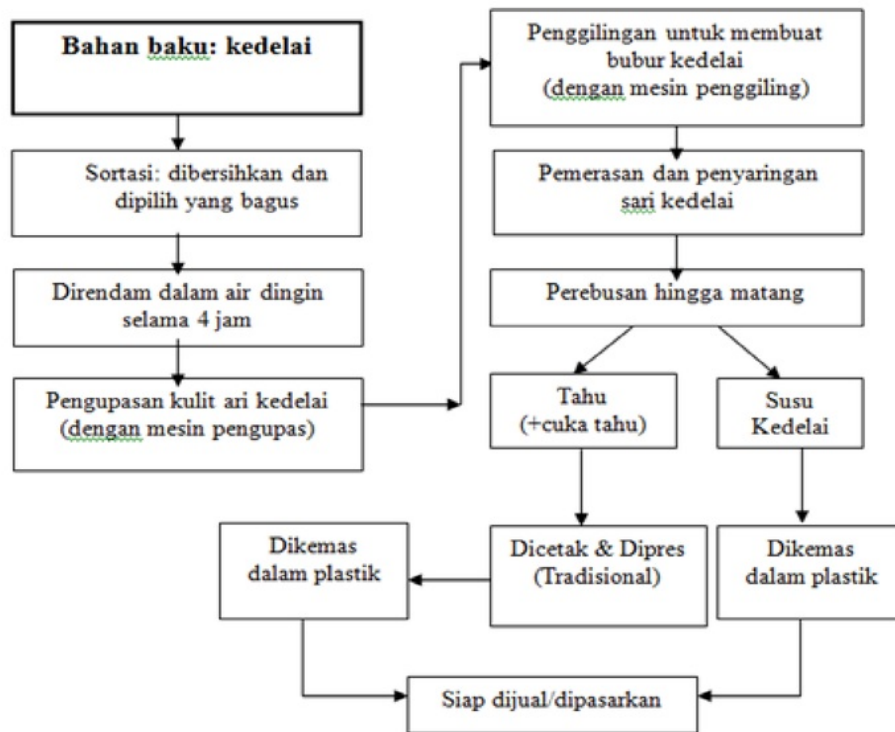 Bahan baku: kedelai
Sortasi: dibersihkan dan
dipilih yang bagus
Direndam dalam air dingin
selama 4 jam
Pengupasan kulit ari kedelai
(dengan mesin pengupas)
Penggilingan untuk membuat
bubur kedelai
(dengan mesin penggiling)
Pemerasan dan penyaringan
sari kedelai
Perebusan hingga matang
Tahu
(+cuka tahu)
Susu
Kedelai
Dicetak & Dipres
(Tradisional)
Dikemas
dalam plastik
Dikemas
dalam plastik
Siap dijual/dipasarkan